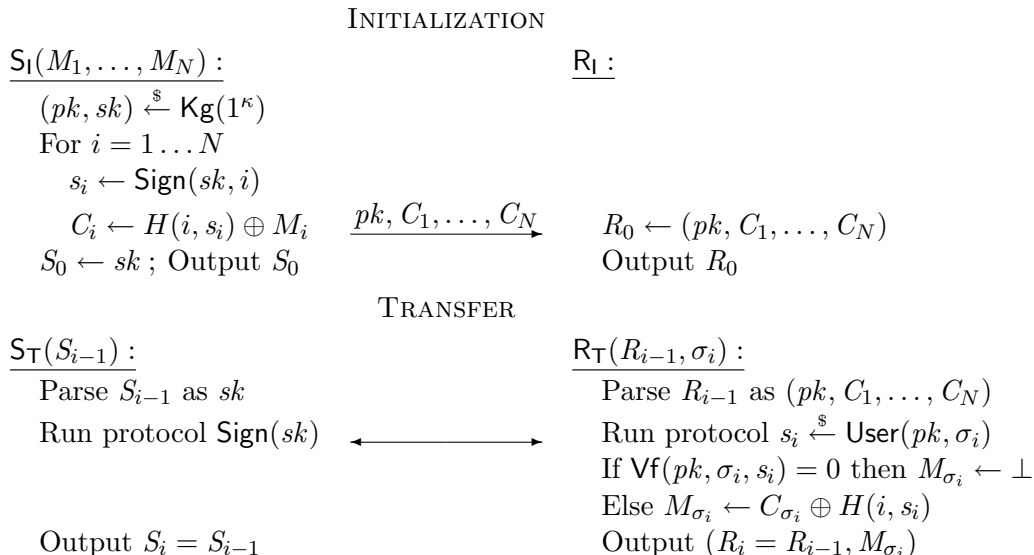 INITIALIZATION
S_I(M_1, . . . , M_N) :
R_I :
(pk, sk) ←$ Kg(1^κ)
For i = 1 . . . N
s_i ← Sign(sk, i)
C_i ← H(i, s_i) ⊕ M_i
pk, C_1, . . . , C_N
R_0 ← (pk, C_1, . . . , C_N)
S_0 ← sk ; Output S_0
Output R_0
TRANSFER
S_T(S_{i−1}) :
R_T(R_{i−1}, σ_i) :
Parse S_{i−1} as sk
Parse R_{i−1} as (pk, C_1, . . . , C_N)
Run protocol Sign(sk)
Run protocol s_i ←$ User(pk, σ_i)
If Vf(pk, σ_i, s_i) = 0 then M_{σ_i} ← ⊥
Else M_{σ_i} ← C_{σ_i} ⊕ H(i, s_i)
Output S_i = S_{i−1}
Output (R_i = R_{i−1}, M_{σ_i})